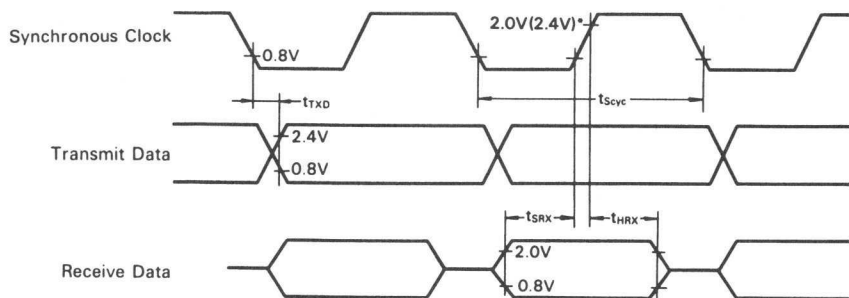 2.0V(2.4V)*
Synchronous Clock
0.8V
tTXD
tScyc
2.4V
Transmit Data
0.8V
tSRX
tHRX
2.0V
Receive Data
0.8V